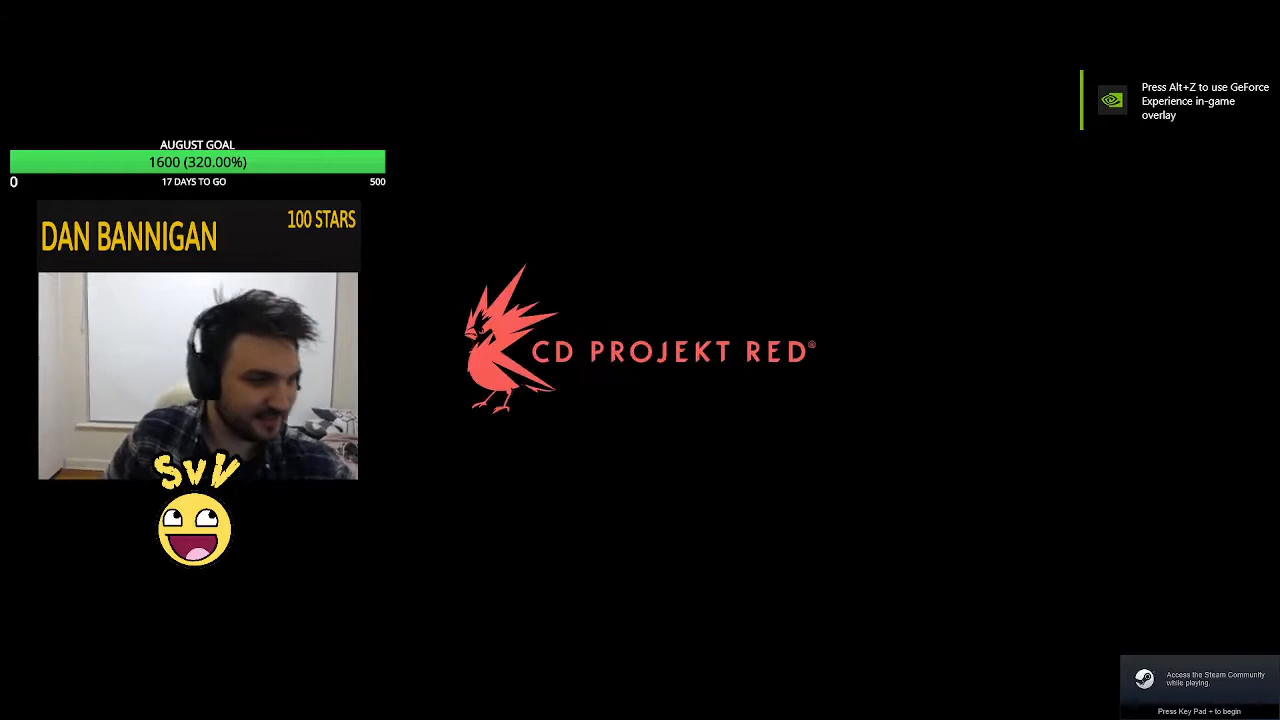 Press Alt+Z to use GeForce
Experience in-game
overlay
AUGUST GOAL
1600 (320.00%)
0
17 DAYS TO GO
500
DAN BANNIGAN
100 STARS
CD PROJEKT RED®
SvV
Access the Steam Community
while playing.
Press Key Pad + to begin